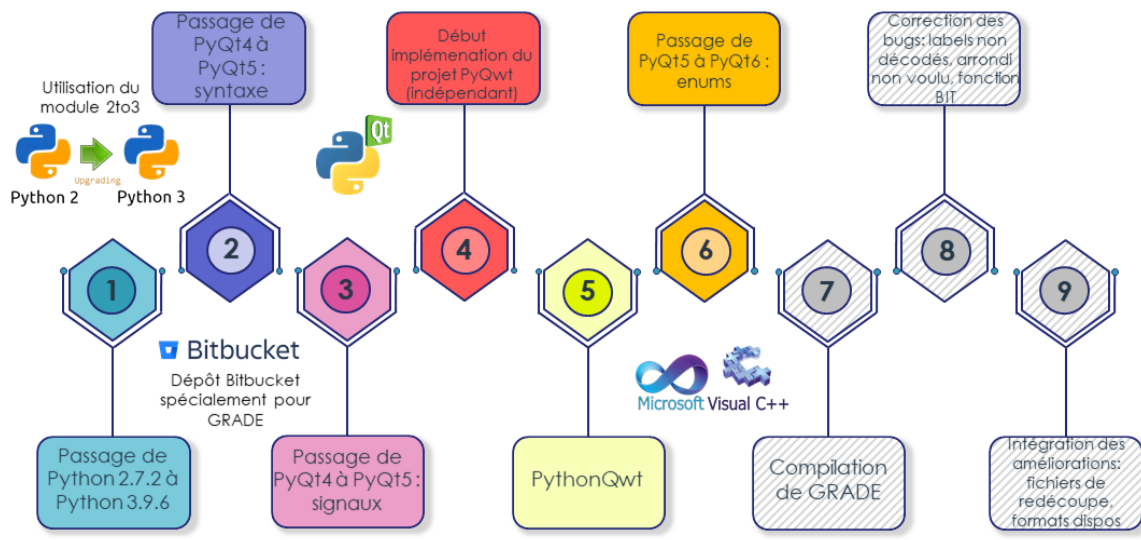 Passage de
PyQt4 à
PyQt5 :
syntaxe
Début
implémenation du
projet PyQwt
(indépendant)
Passage de
PyQt5 à PyQt6 :
enums
Correction des
bugs: labels non
décodés, arrondi
non voulu, fonction
BIT
Utilisation du
module 2to3
Upgrading
Python 2
Python 3
Qt
1
2
3
4
5
6
7
8
9
Bitbucket
Dépôt Bitbucket
spécialement pour
GRADE
Microsoft Visual C++
Passage de
Python 2.7.2 à
Python 3.9.6
Passage de
PyQt4 à PyQt5 :
signaux
PythonQwt
Compilation
de GRADE
Intégration des
améliorations:
fichiers de
redécoupe,
formats dispos